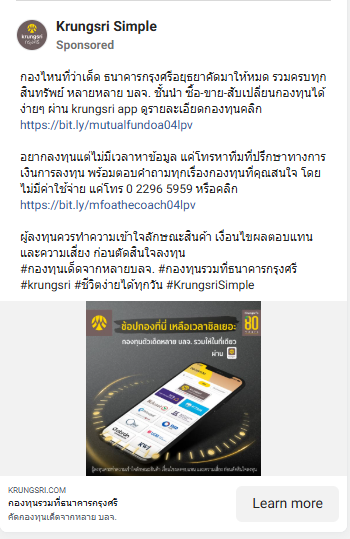 Krungsri Simple
Sponsored
กองไหนที่ว่าเด็ด ธนาคารกรุงศรีอยุธยาคัดมาให้หมด รวมครบทุก
สินทรัพย์ หลายหลาย บลจ. ชั้นนำ ซื้อ-ขาย-สับเปลี่ยนกองทุนได้
ง่ายๆ ผ่าน krungsri app ดูรายละเอียดกองทุนคลิก
https://bit.ly/mutualfundoa04lpv
อยากลงทุนแต่ไม่มีเวลาหาข้อมูล แค่โทรหาทีมที่ปรึกษาทางการ
เงินการลงทุน พร้อมตอบคำถามทุกเรื่องกองทุนที่คุณสนใจ โดย
ไม่มีค่าใช้จ่าย แค่โทร 0 2296 5959 หรือคลิก
https://bit.ly/mfoathecoach04lpv
ผู้ลงทุนควรทำความเข้าใจลักษณะสินค้า เงื่อนไขผลตอบแทน
และความเสี่ยง ก่อนตัดสินใจลงทุน
#กองทุนเด็ดจากหลายบลจ. #กองทุนรวมที่ธนาคารกรุงศรี
#krungsri #ชีวิตง่ายได้ทุกวัน #KrungsriSimple
ช้อปกองที่นี่ เหลือเวลาชิลเยอะ
กองทุนตัวเด็ดหลาย บลจ. รวมไว้ในที่เดียว
ผ่าน
80
KRUNGSRI.COM
กองทุนรวมที่ธนาคารกรุงศรี
คัดกองทุนเด็ดจากหลาย บลจ.
Learn more